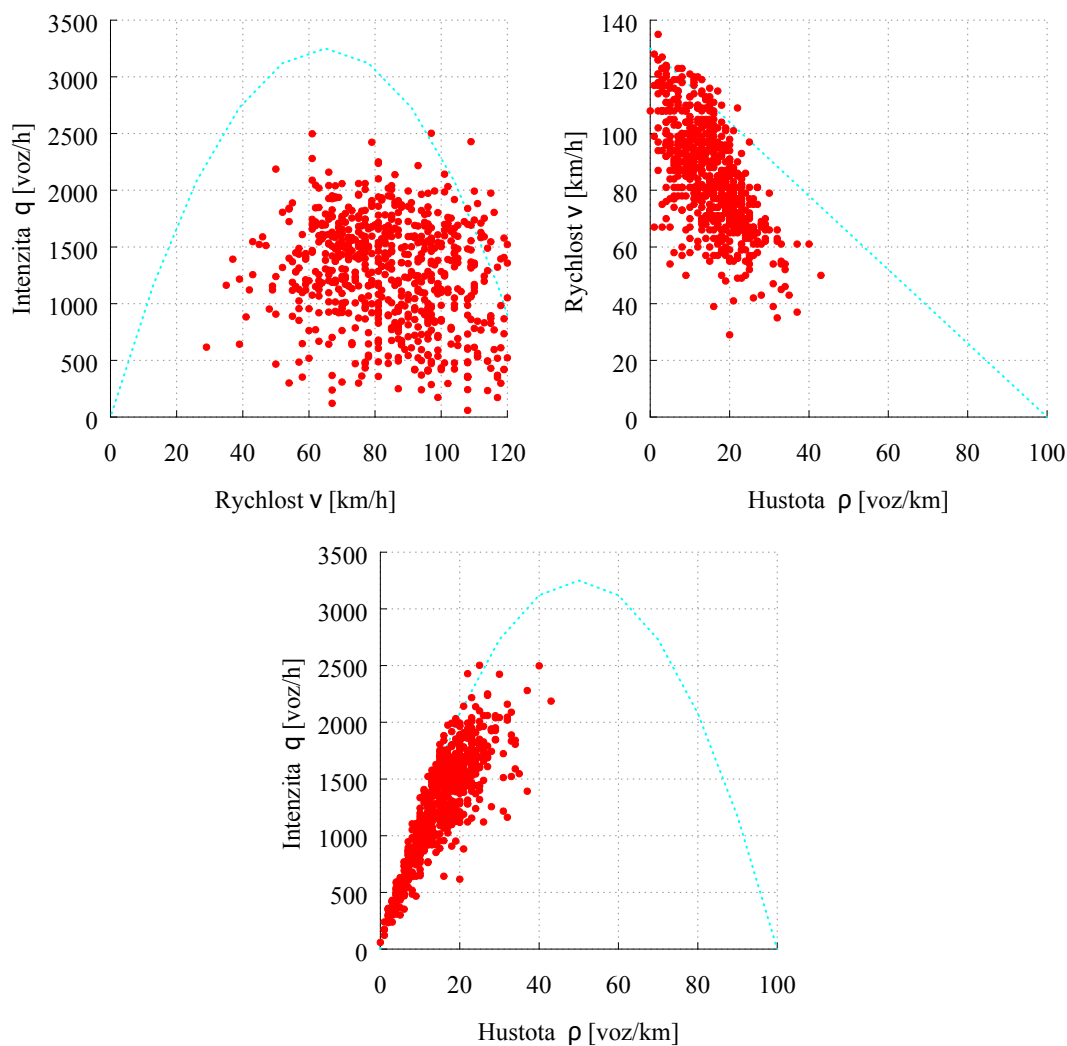 3500
3000
2500
2000
1500
1000
500
0
Intenzita q [voz/h]
0 20 40 60 80 100 120
Rychlost v [km/h]
140
120
100
80
60
40
20
0
Rychlost v [km/h]
0 20 40 60 80 100
Hustota ρ [voz/km]
3500
3000
2500
2000
1500
1000
500
0
Intenzita q [voz/h]
0 20 40 60 80 100
Hustota ρ [voz/km]